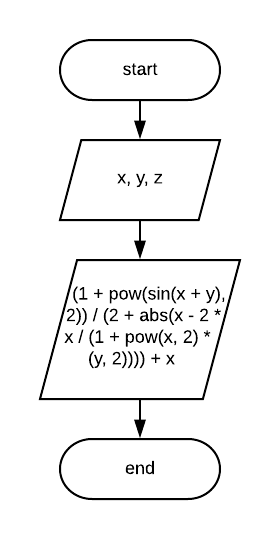 start
x, y, z
(1 + pow(sin(x + y),
2)) / (2 + abs(x - 2 *
x / (1 + pow(x, 2) *
(y, 2)))) + x
end